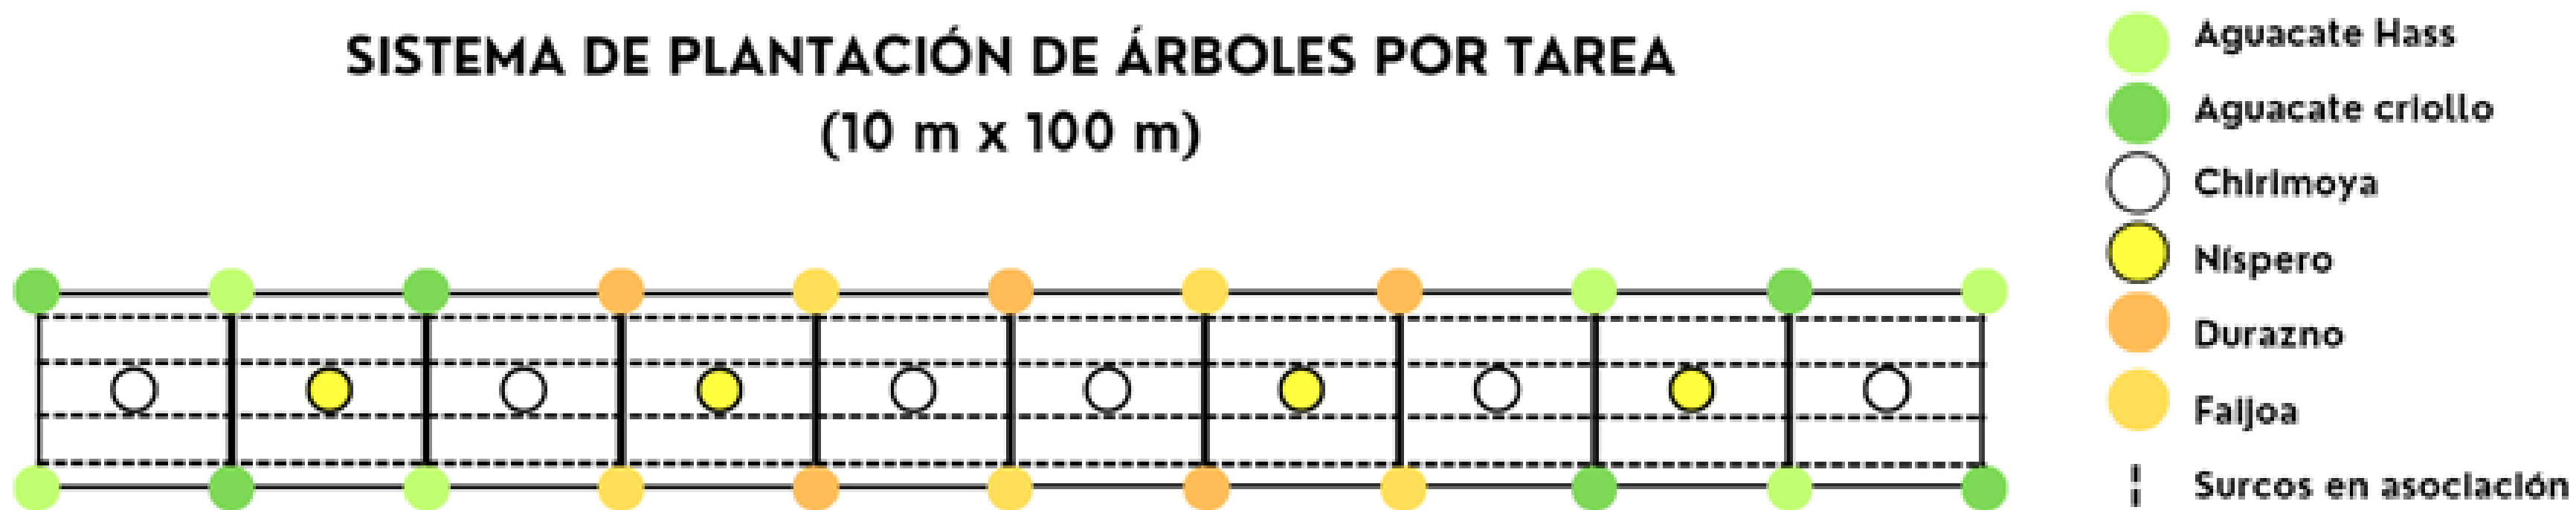 SISTEMA DE PLANTACIÓN DE ÁRBOLES POR TAREA
(10 m x 100 m)
Aguacate Hass
Aguacate criollo
Chirimoya
Níspero
Durazno
Faijoa
Surcos en asociación